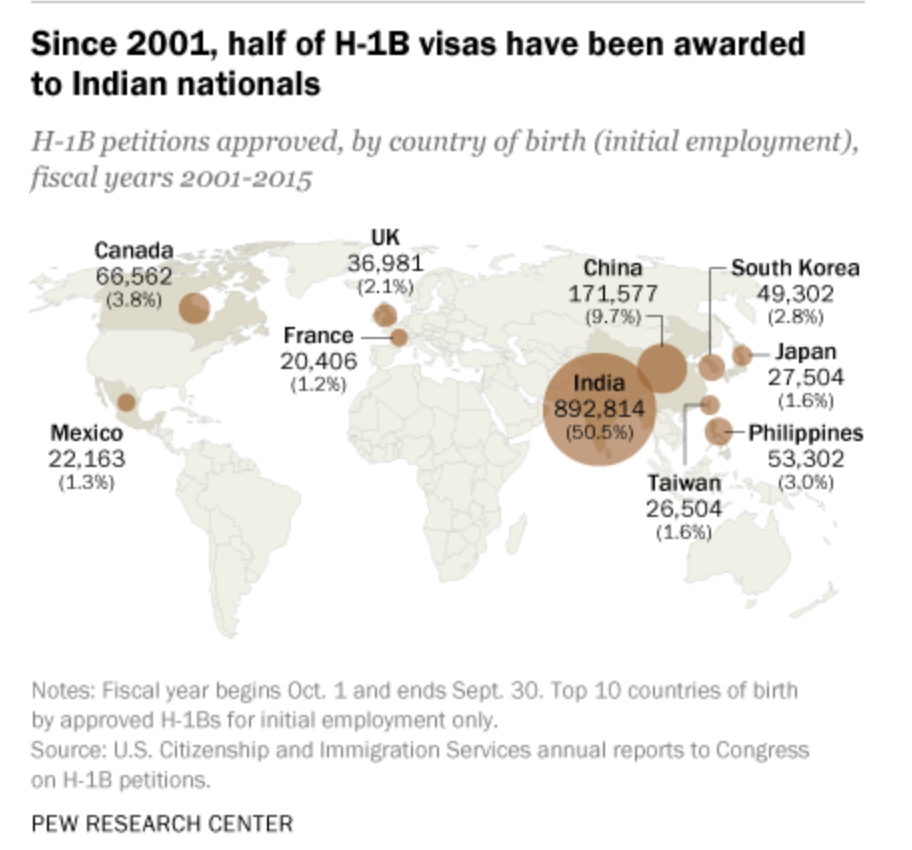 Since 2001, half of H-1B visas have been awarded
to Indian nationals
H-1B petitions approved, by country of birth (initial employment),
fiscal years 2001-2015
Canada
66,562
(3.8%)
UK
36,981
(2.1%)
France
20,406
(1.2%)
China
171,577
(9.7%)
South Korea
49,302
(2.8%)
Japan
27,504
(1.6%)
India
892,814
(50.5%)
Mexico
22,163
(1.3%)
Philippines
53,302
(3.0%)
Taiwan
26,504
(1.6%)
Notes: Fiscal year begins Oct. 1 and ends Sept. 30. Top 10 countries of birth
by approved H-1Bs for initial employment only.
Source: U.S. Citizenship and Immigration Services annual reports to Congress
on H-1B petitions.
PEW RESEARCH CENTER